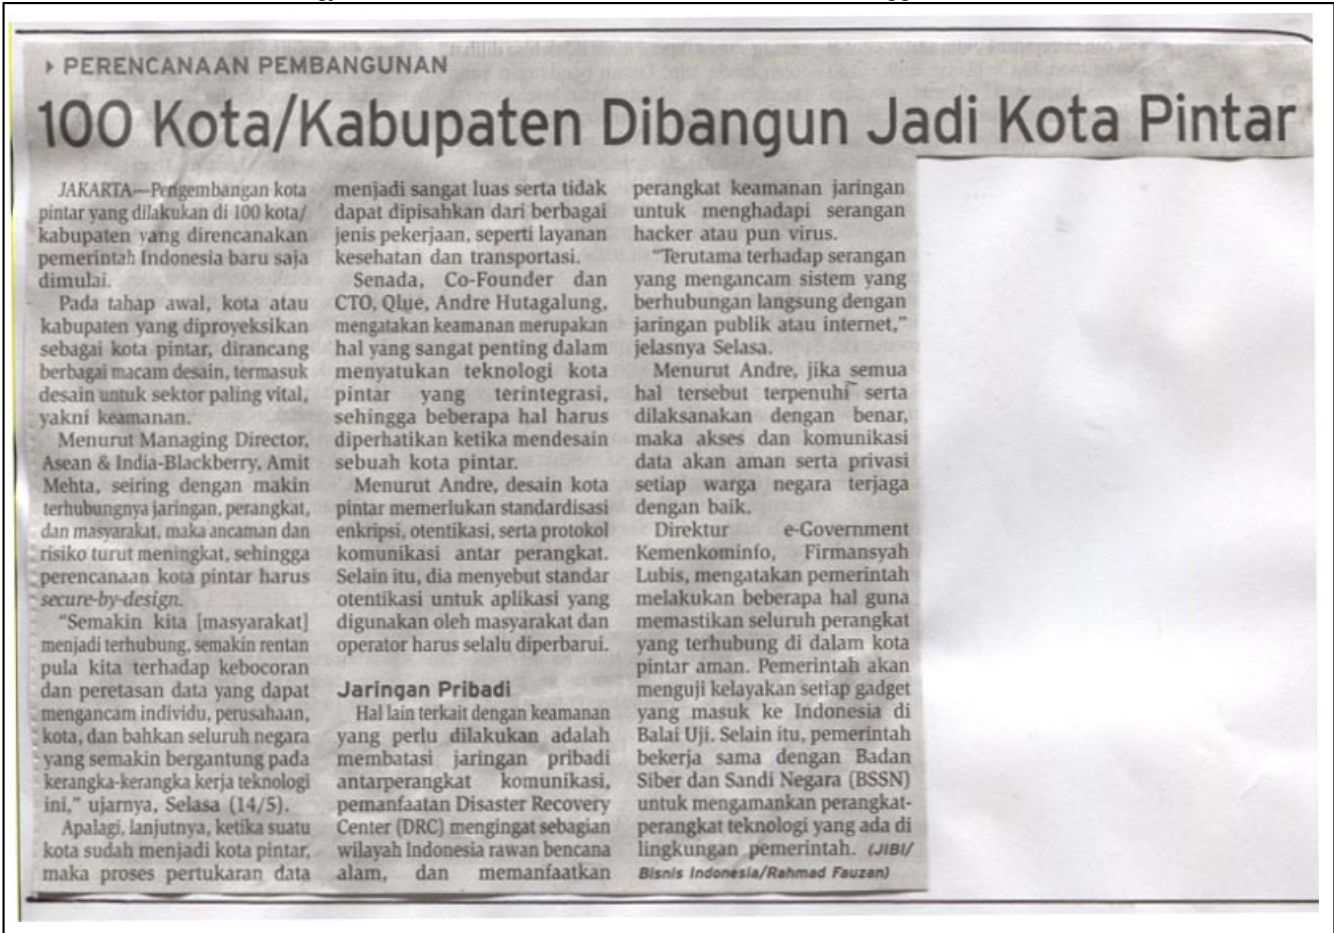 ▸ PERENCANAAN PEMBANGUNAN
100 Kota/Kabupaten Dibangun Jadi Kota Pintar
JAKARTA—Pengembangan kota
pintar yang dilakukan di 100 kota/
kabupaten yang direncanakan
pemerintah Indonesia baru saja
dimulai.
Pada tahap awal, kota atau
kabupaten yang diproyeksikan
sebagai kota pintar, dirancang
berbagai macam desain, termasuk
desain untuk sektor paling vital,
yakni keamanan.
Menurut Managing Director,
Asean & India-Blackberry, Amit
Mehta, seiring dengan makin
terhubungnya jaringan, perangkat,
dan masyarakat, maka ancaman dan
risiko turut meningkat, sehingga
perencanaan kota pintar harus
secure-by-design.
"Semakin kita [masyarakat]
menjadi terhubung, semakin rentan
pula kita terhadap kebocoran
dan peretasan data yang dapat
mengancam individu, perusahaan,
kota, dan bahkan seluruh negara
yang semakin bergantung pada
kerangka-kerangka kerja teknologi
ini," ujarnya, Selasa (14/5).
Apalagi, lanjutnya, ketika suatu
kota sudah menjadi kota pintar,
maka proses pertukaran data
menjadi sangat luas serta tidak
dapat dipisahkan dari berbagai
jenis pekerjaan, seperti layanan
kesehatan dan transportasi.
Senada, Co-Founder dan
CTO, Qlue, Andre Hutagalung,
mengatakan keamanan merupakan
hal yang sangat penting dalam
menyatukan teknologi kota
pintar yang terintegrasi,
sehingga beberapa hal harus
diperhatikan ketika mendesain
sebuah kota pintar.
Menurut Andre, desain kota
pintar memerlukan standardisasi
enkripsi, otentikasi, serta protokol
komunikasi antar perangkat.
Selain itu, dia menyebut standar
otentikasi untuk aplikasi yang
digunakan oleh masyarakat dan
operator harus selalu diperbarui.
Jaringan Pribadi
Hal lain terkait dengan keamanan
yang perlu dilakukan adalah
membatasi jaringan pribadi
antarperangkat komunikasi,
pemanfaatan Disaster Recovery
Center (DRC) mengingat sebagian
wilayah Indonesia rawan bencana
alam, dan memanfaatkan
perangkat keamanan jaringan
untuk menghadapi serangan
hacker atau pun virus.
"Terutama terhadap serangan
yang mengancam sistem yang
berhubungan langsung dengan
jaringan publik atau internet,"
jelasnya Selasa.
Menurut Andre, jika semua
hal tersebut terpenuhi serta
dilaksanakan dengan benar,
maka akses dan komunikasi
data akan aman serta privasi
setiap warga negara terjaga
dengan baik.
Direktur e-Government
Kemenkominfo, Firmansyah
Lubis, mengatakan pemerintah
melakukan beberapa hal guna
memastikan seluruh perangkat
yang terhubung di dalam kota
pintar aman. Pemerintah akan
menguji kelayakan setiap gadget
yang masuk ke Indonesia di
Balai Uji. Selain itu, pemerintah
bekerja sama dengan Badan
Siber dan Sandi Negara (BSSN)
untuk mengamankan perangkat-
perangkat teknologi yang ada di
lingkungan pemerintah. (JIBI/
Bisnis Indonesia/Rahmad Fauzan)